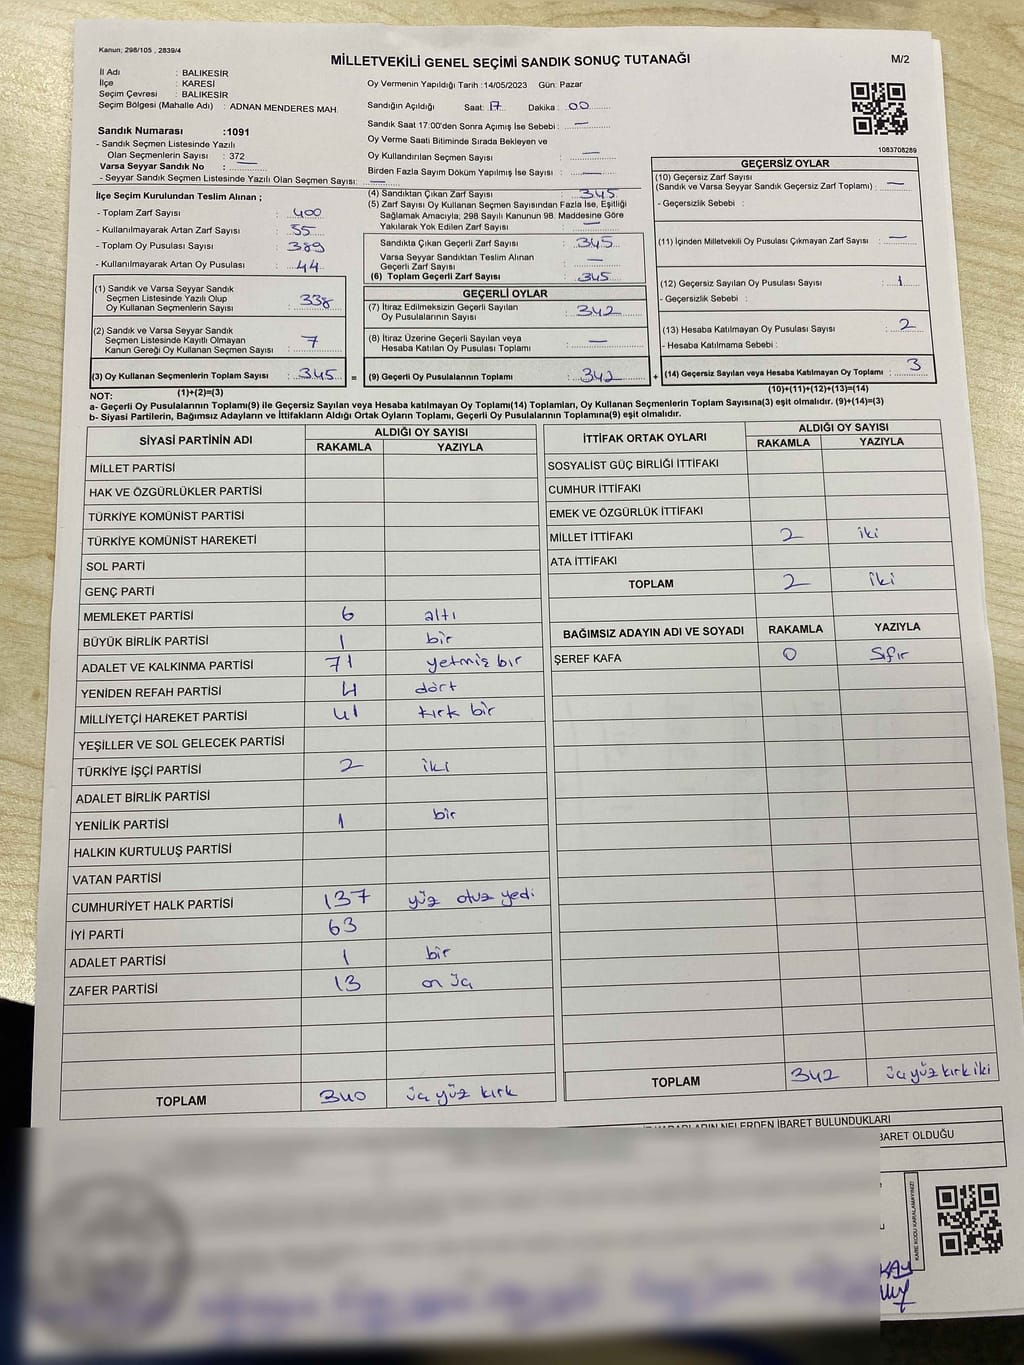 Kanun; 298/105 , 2839/4
MİLLETVEKİLİ GENEL SEÇİMİ SANDIK SONUÇ TUTANAĞI
M/2
İl Adı : BALIKESİR
İlçe : KARESİ
Seçim Çevresi : BALIKESİR
Seçim Bölgesi (Mahalle Adı) : ADNAN MENDERES MAH.
Sandık Numarası :1091
- Sandık Seçmen Listesinde Yazılı
Olan Seçmenlerin Sayısı : 372
Varsa Seyyar Sandık No : —
- Seyyar Sandık Seçmen Listesinde Yazılı Olan Seçmen Sayısı: —
Oy Vermenin Yapıldığı Tarih :14/05/2023 Gün: Pazar
Sandığın Açıldığı Saat: 17 Dakika : 00
Sandık Saat 17:00'den Sonra Açımış İse Sebebi : —
Oy Verme Saati Bitiminde Sırada Bekleyen ve
Oy Kullandırılan Seçmen Sayısı : —
Birden Fazla Sayım Döküm Yapılmış İse Sayısı : —
1083708289
İlçe Seçim Kurulundan Teslim Alınan ;
- Toplam Zarf Sayısı : 400
- Kullanılmayarak Artan Zarf Sayısı : 55
- Toplam Oy Pusulası Sayısı : 389
- Kullanılmayarak Artan Oy Pusulası : 44
(1) Sandık ve Varsa Seyyar Sandık
Seçmen Listesinde Yazılı Olup
Oy Kullanan Seçmenlerin Sayısı : 338
(2) Sandık ve Varsa Seyyar Sandık
Seçmen Listesinde Kayıtlı Olmayan
Kanun Gereği Oy Kullanan Seçmen Sayısı : 7
(3) Oy Kullanan Seçmenlerin Toplam Sayısı : 345 =
(1)+(2)=(3)
(4) Sandıktan Çıkan Zarf Sayısı : 345
(5) Zarf Sayısı Oy Kullanan Seçmen Sayısından Fazla İse, Eşitliği
Sağlamak Amacıyla; 298 Sayılı Kanunun 98. Maddesine Göre
Yakılarak Yok Edilen Zarf Sayısı : —
Sandıkta Çıkan Geçerli Zarf Sayısı : 345
Varsa Seyyar Sandıktan Teslim Alınan
Geçerli Zarf Sayısı : —
(6) Toplam Geçerli Zarf Sayısı : 345
GEÇERLİ OYLAR
(7) İtiraz Edilmeksizin Geçerli Sayılan
Oy Pusulalarının Sayısı : 342
(8) İtiraz Üzerine Geçerli Sayılan veya
Hesaba Katılan Oy Pusulası Toplamı : —
(9) Geçerli Oy Pusulalarının Toplamı : 342 +
GEÇERSİZ OYLAR
(10) Geçersiz Zarf Sayısı
(Sandık ve Varsa Seyyar Sandık Geçersiz Zarf Toplamı) : —
- Geçersizlik Sebebi :
(11) İçinden Milletvekili Oy Pusulası Çıkmayan Zarf Sayısı : —
(12) Geçersiz Sayılan Oy Pusulası Sayısı : 1
- Geçersizlik Sebebi :
(13) Hesaba Katılmayan Oy Pusulası Sayısı : 2
- Hesaba Katılmama Sebebi :
(14) Geçersiz Sayılan veya Hesaba Katılmayan Oy Toplamı : 3
(10)+(11)+(12)+(13)=(14)
NOT:
a- Geçerli Oy Pusulalarının Toplamı(9) ile Geçersiz Sayılan veya Hesaba katılmayan Oy Toplamı(14) Toplamları, Oy Kullanan Seçmenlerin Toplam Sayısına(3) eşit olmalıdır. (9)+(14)=(3)
b- Siyasi Partilerin, Bağımsız Adayların ve İttifakların Aldığı Ortak Oyların Toplamı, Geçerli Oy Pusulalarının Toplamına(9) eşit olmalıdır.
SİYASİ PARTİNİN ADI ALDIĞI OY SAYISI
RAKAMLA YAZIYLA
MİLLET PARTİSİ
HAK VE ÖZGÜRLÜKLER PARTİSİ
TÜRKİYE KOMÜNİST PARTİSİ
TÜRKİYE KOMÜNİST HAREKETİ
SOL PARTİ
GENÇ PARTİ
MEMLEKET PARTİSİ 6 altı
BÜYÜK BİRLİK PARTİSİ 1 bir
ADALET VE KALKINMA PARTİSİ 71 yetmiş bir
YENİDEN REFAH PARTİSİ 4 dört
MİLLİYETÇİ HAREKET PARTİSİ 41 kırk bir
YEŞİLLER VE SOL GELECEK PARTİSİ
TÜRKİYE İŞÇİ PARTİSİ 2 iki
ADALET BİRLİK PARTİSİ
YENİLİK PARTİSİ 1 bir
HALKIN KURTULUŞ PARTİSİ
VATAN PARTİSİ
CUMHURİYET HALK PARTİSİ 137 yüz otuz yedi
İYİ PARTİ 63
ADALET PARTİSİ 1 bir
ZAFER PARTİSİ 13 on üç
TOPLAM 340 üç yüz kırk
İTTİFAK ORTAK OYLARI ALDIĞI OY SAYISI
RAKAMLA YAZIYLA
SOSYALİST GÜÇ BİRLİĞİ İTTİFAKI
CUMHUR İTTİFAKI
EMEK VE ÖZGÜRLÜK İTTİFAKI
MİLLET İTTİFAKI 2 iki
ATA İTTİFAKI
TOPLAM 2 iki
BAĞIMSIZ ADAYIN ADI VE SOYADI RAKAMLA YAZIYLA
ŞEREF KAFA 0 Sıfır
TOPLAM 342 üç yüz kırk iki
NELERDEN İBARET BULUNDUKLARI
BARET OLDUĞU
KARE KODU KARALAMAYINIZ!